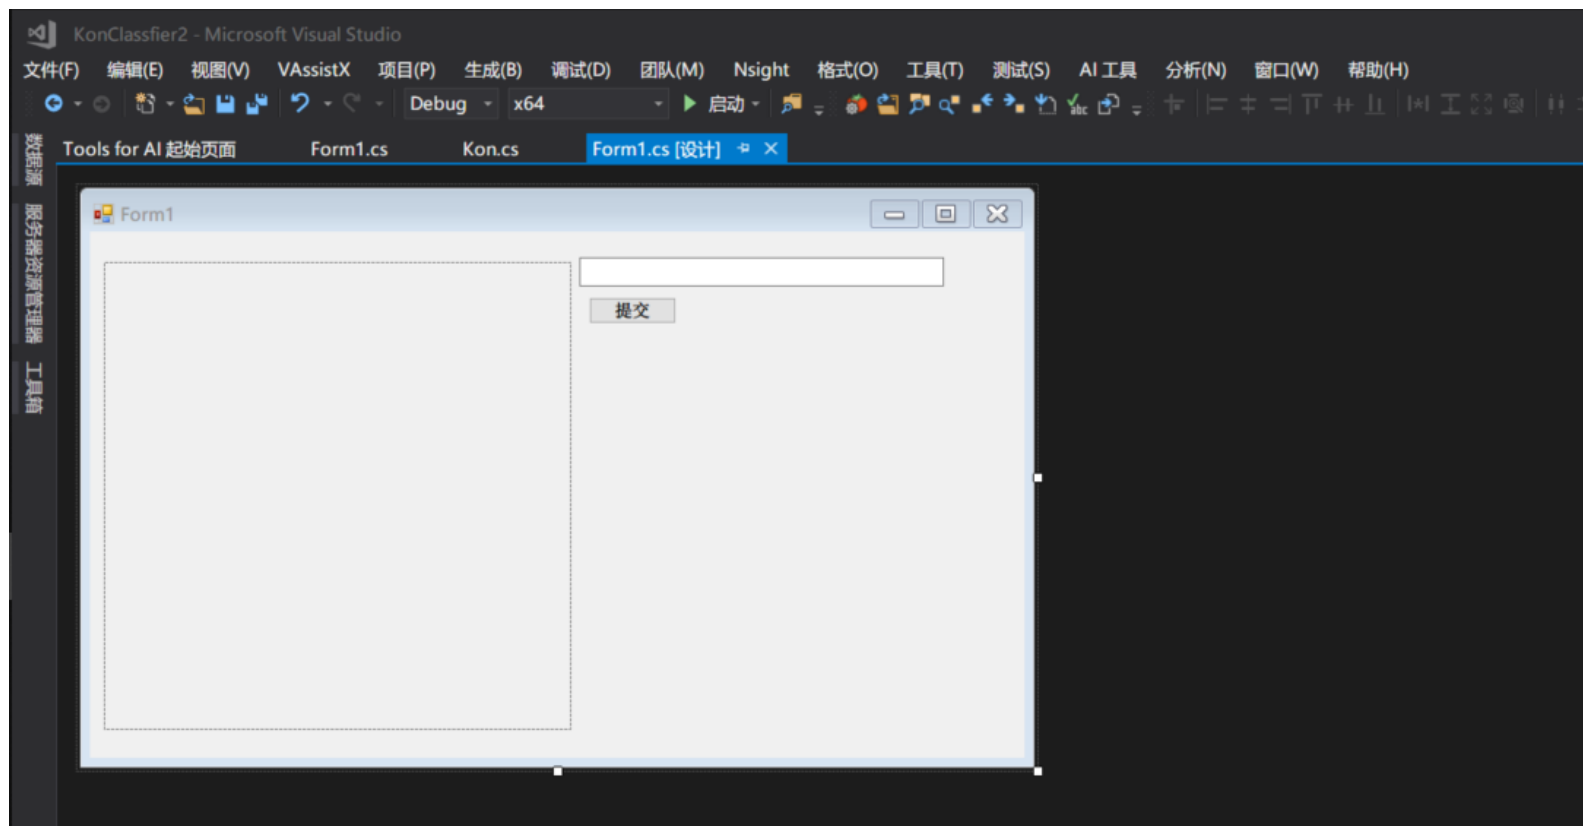 KonClassfier2 - Microsoft Visual Studio
文件(F) 编辑(E) 视图(V) VAssistX 项目(P) 生成(B) 调试(D) 团队(M) Nsight 格式(O) 工具(T) 测试(S) AI 工具 分析(N) 窗口(W) 帮助(H)
Debug x64 启动 abc
Tools for AI 起始页面 Form1.cs Kon.cs Form1.cs [设计]
数据源
服务器资源管理器
工具箱
Form1
提交